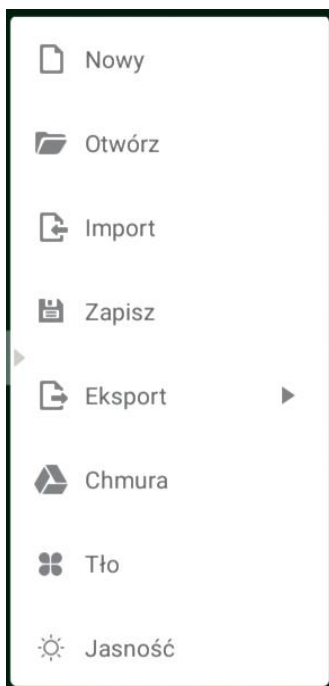 Nowy
Otwórz
Import
Zapisz
Eksport
Chmura
Tło
Jasność